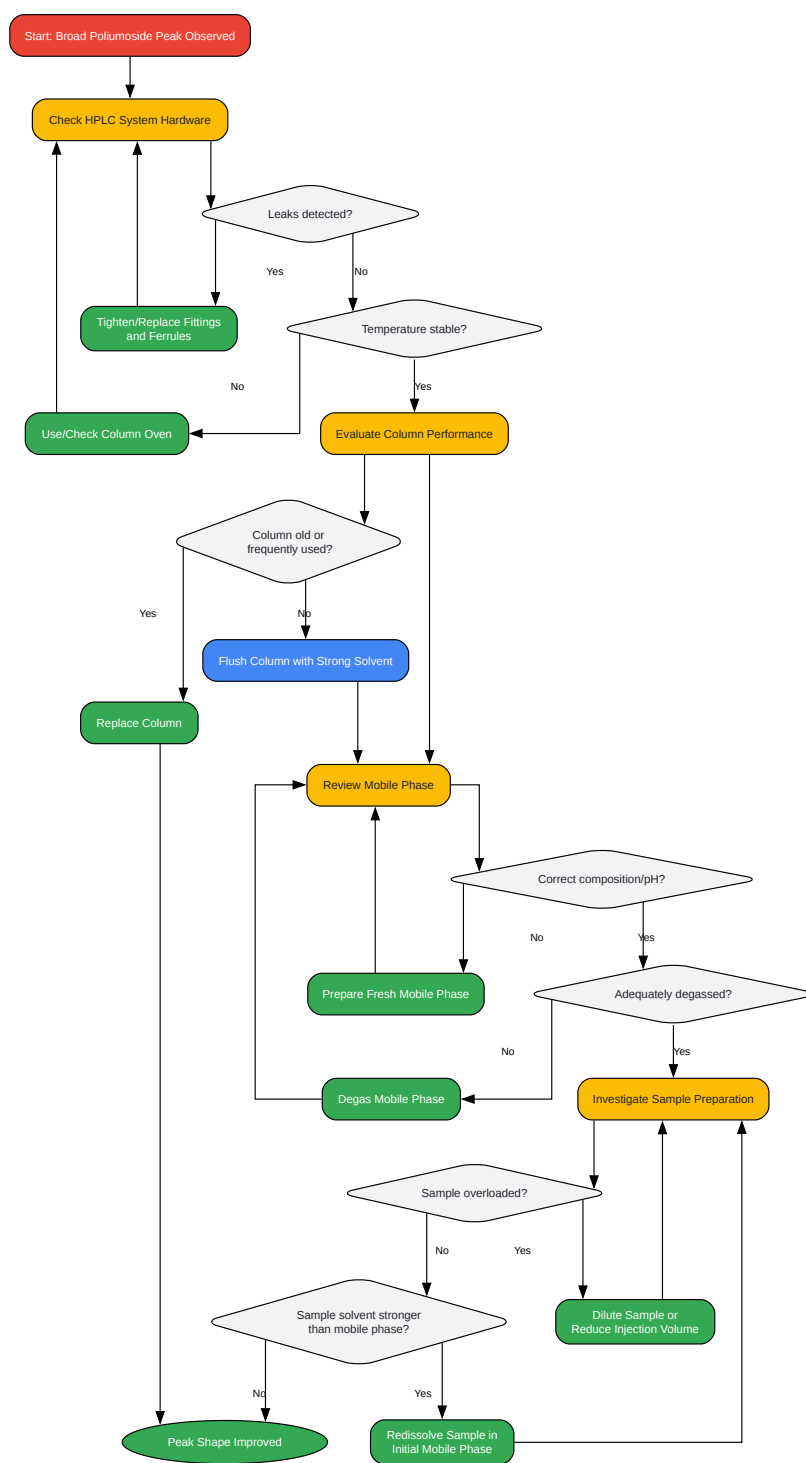 Start: Broad Poliumoside Peak Observed
Check HPLC System Hardware
Leaks detected?
Yes
No
Tighten/Replace Fittings
and Ferrules
Temperature stable?
No
Yes
Use/Check Column Oven
Evaluate Column Performance
Column old or
frequently used?
Yes
No
Flush Column with Strong Solvent
Replace Column
Review Mobile Phase
Correct composition/pH?
No
Yes
Prepare Fresh Mobile Phase
Adequately degassed?
No
Yes
Degas Mobile Phase
Investigate Sample Preparation
Sample overloaded?
No
Yes
Sample solvent stronger
than mobile phase?
Dilute Sample or
Reduce Injection Volume
No
Yes
Peak Shape Improved
Redissolve Sample in
Initial Mobile Phase